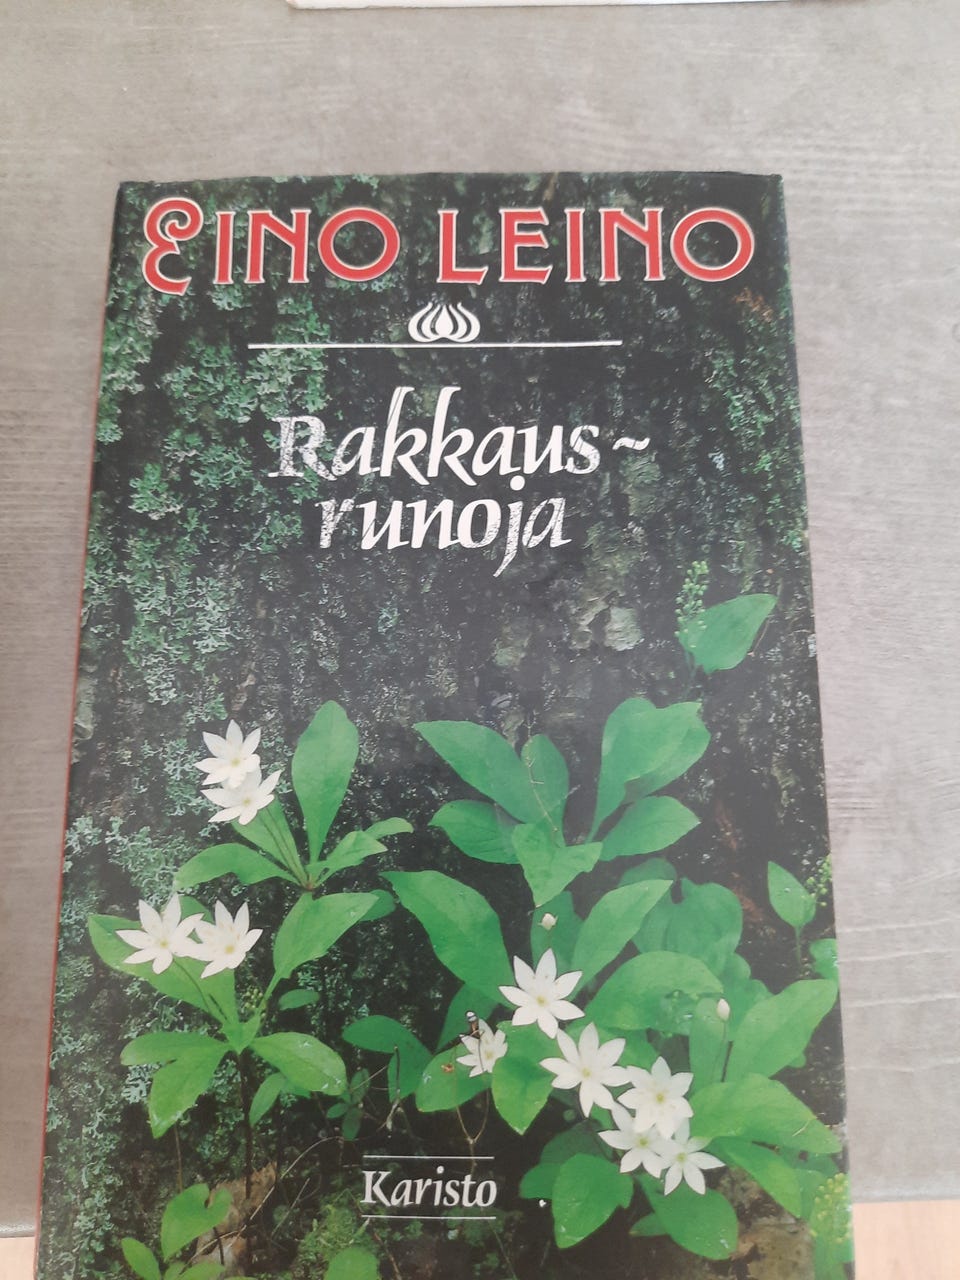 EINO LEINO
Rakkaus-
runoja
Karisto